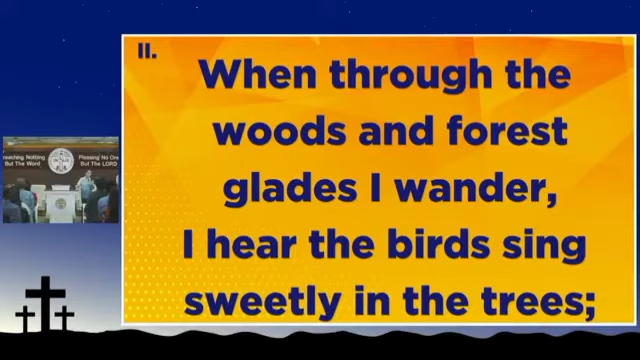 II.
When through the
woods and forest
glades I wander,
I hear the birds sing
sweetly in the trees;
Preaching Nothing
But The Word
Pleasing No One
But The LORD